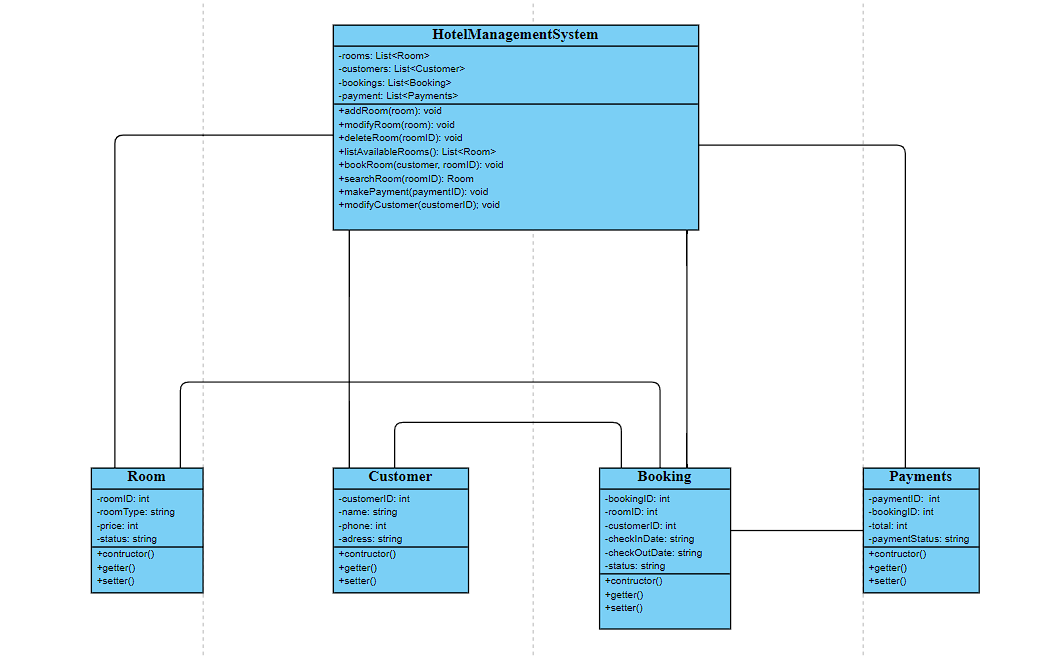 HotelManagementSystem
-rooms: List<Room>
-customers: List<Customer>
-bookings: List<Booking>
-payment: List<Payments>
+addRoom(room): void
+modifyRoom(room): void
+deleteRoom(roomID): void
+listAvailableRooms(): List<Room>
+bookRoom(customer, roomID): void
+searchRoom(roomID): Room
+makePayment(paymentID): void
+modifyCustomer(customerID); void
Room
-roomID: int
-roomType: string
-price: int
-status: string
+contructor()
+getter()
+setter()
Customer
-customerID: int
-name: string
-phone: int
-adress: string
+contructor()
+getter()
+setter()
Booking
-bookingID: int
-roomID: int
-customerID: int
-checkInDate: string
-checkOutDate: string
-status: string
+contructor()
+getter()
+setter()
Payments
-paymentID:  int
-bookingID: int
-total: int
-paymentStatus: string
+contructor()
+getter()
+setter()